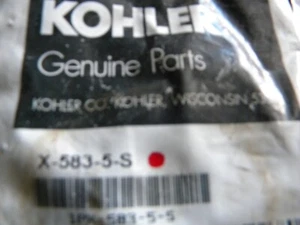 KOHLER
Genuine Parts
KOHLER CO. KOHLER, WISCONSIN
X-583-5-S